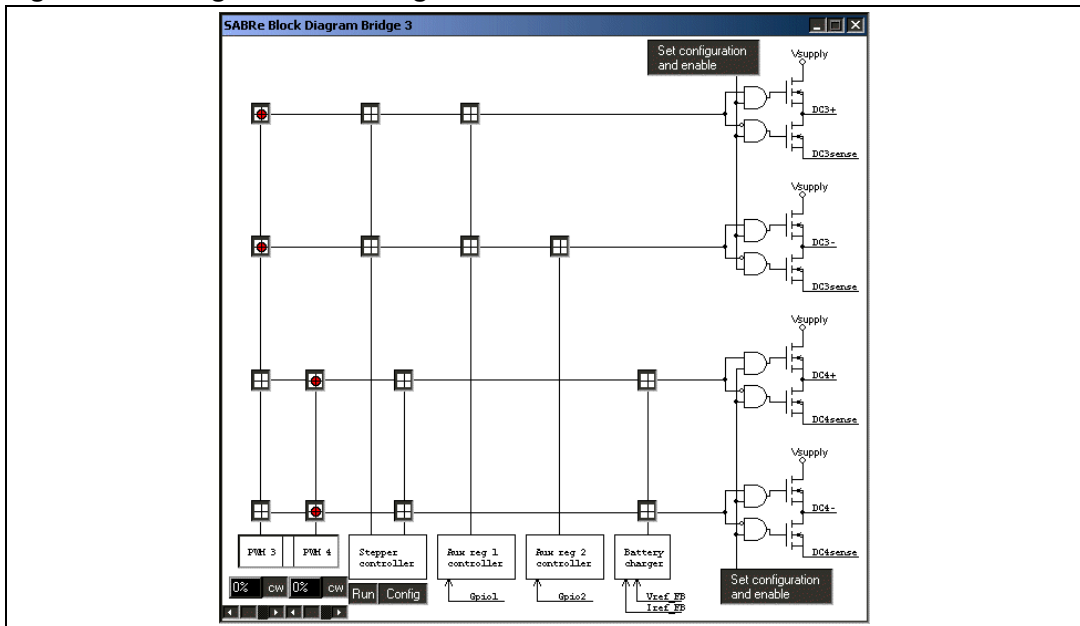 SABRe Block Diagram Bridge 3
Set configuration
and enable
Vsupply
DC3+
DC3sense
Vsupply
DC3-
DC3sense
Vsupply
DC4+
DC4sense
Vsupply
DC4-
DC4sense
PWM 3
PWM 4
Stepper
controller
Aux reg 1
controller
Aux reg 2
controller
Battery
charger
0%
cw
0%
cw
Run
Config
Gpio1
Gpio2
Vref_FB
Iref_FB
Set configuration
and enable